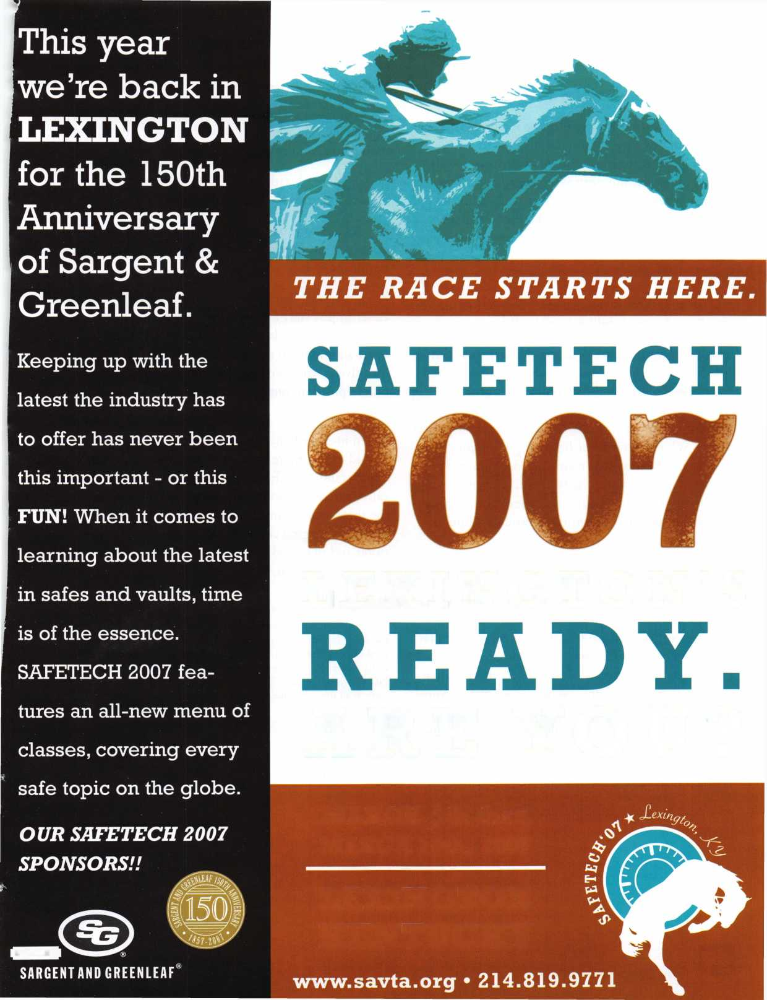 This year
we're back in
LEXINGTON
for the 150th
Anniversary
of Sargent &
Greenleaf.
Keeping up with the
latest the industry has
to offer has never been
this important - or this
FUN! When it comes to
learning about the latest
in safes and vaults, time
is of the essence.
SAFETECH 2007 fea-
tures an all-new menu of
classes, covering every
safe topic on the globe.
OUR SAFETECH 2007
SPONSORS!!
SARGENT AND GREENLEAF 150TH ANNIVERSARY
150
• 1857-2007 •
SG®
SARGENT AND GREENLEAF®
THE RACE STARTS HERE.
SAFETECH
2007
LEXINGTON'S
READY.
ARE YOU?
SAFETECH'07 ★ Lexington, KY
www.savta.org • 214.819.9771